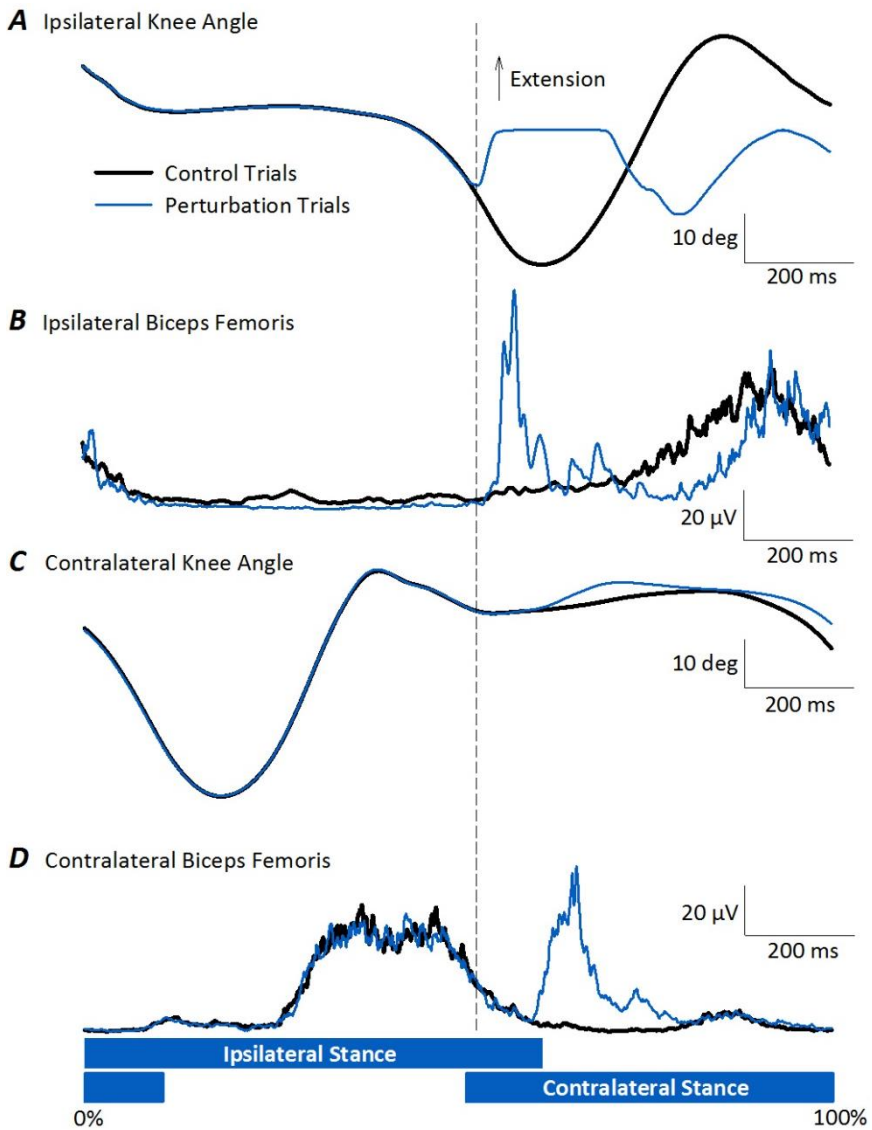 A Ipsilateral Knee Angle
Extension
Control Trials
Perturbation Trials
10 deg
200 ms
B Ipsilateral Biceps Femoris
20 µV
200 ms
C Contralateral Knee Angle
10 deg
200 ms
D Contralateral Biceps Femoris
20 µV
200 ms
Ipsilateral Stance
Contralateral Stance
0% 100%